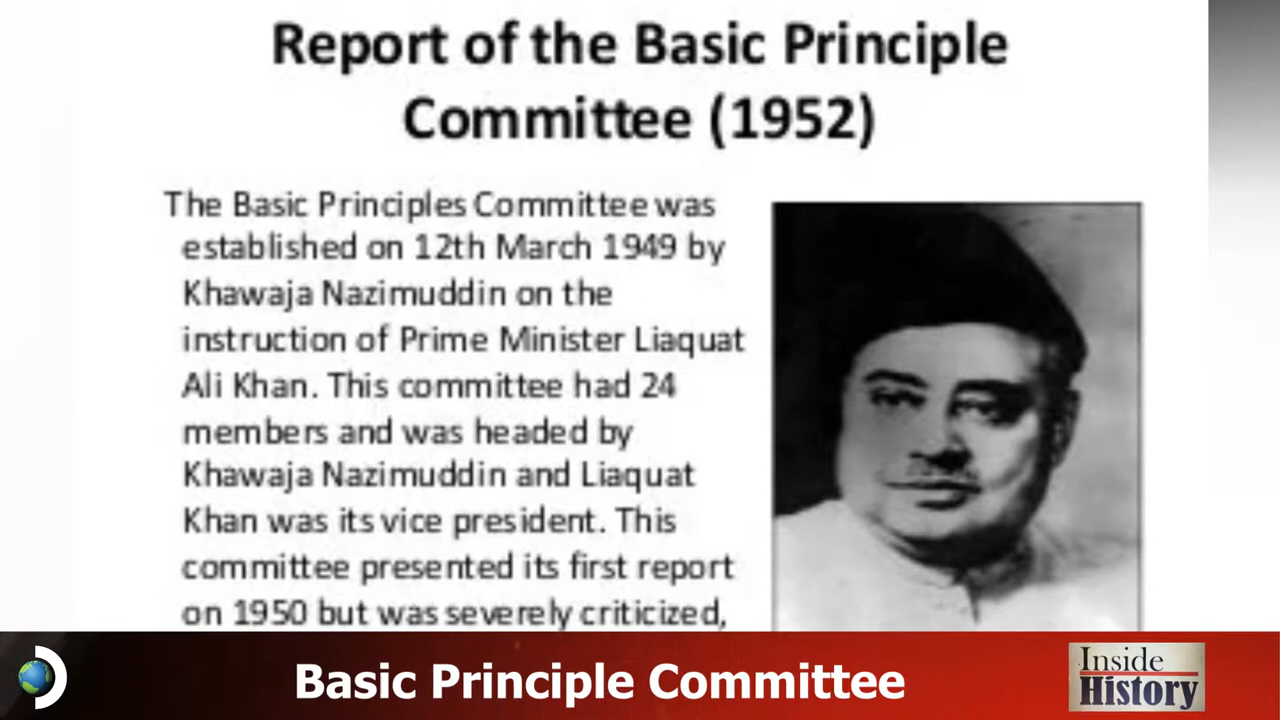 Report of the Basic Principle
Committee (1952)
The Basic Principles Committee was
established on 12th March 1949 by
Khawaja Nazimuddin on the
instruction of Prime Minister Liaquat
Ali Khan. This committee had 24
members and was headed by
Khawaja Nazimuddin and Liaquat
Khan was its vice president. This
committee presented its first report
on 1950 but was severely criticized,
Basic Principle Committee
Inside
History